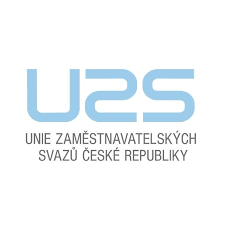 UZS
UNIE ZAMĚSTNAVATELSKÝCH
SVAZŮ ČESKÉ REPUBLIKY